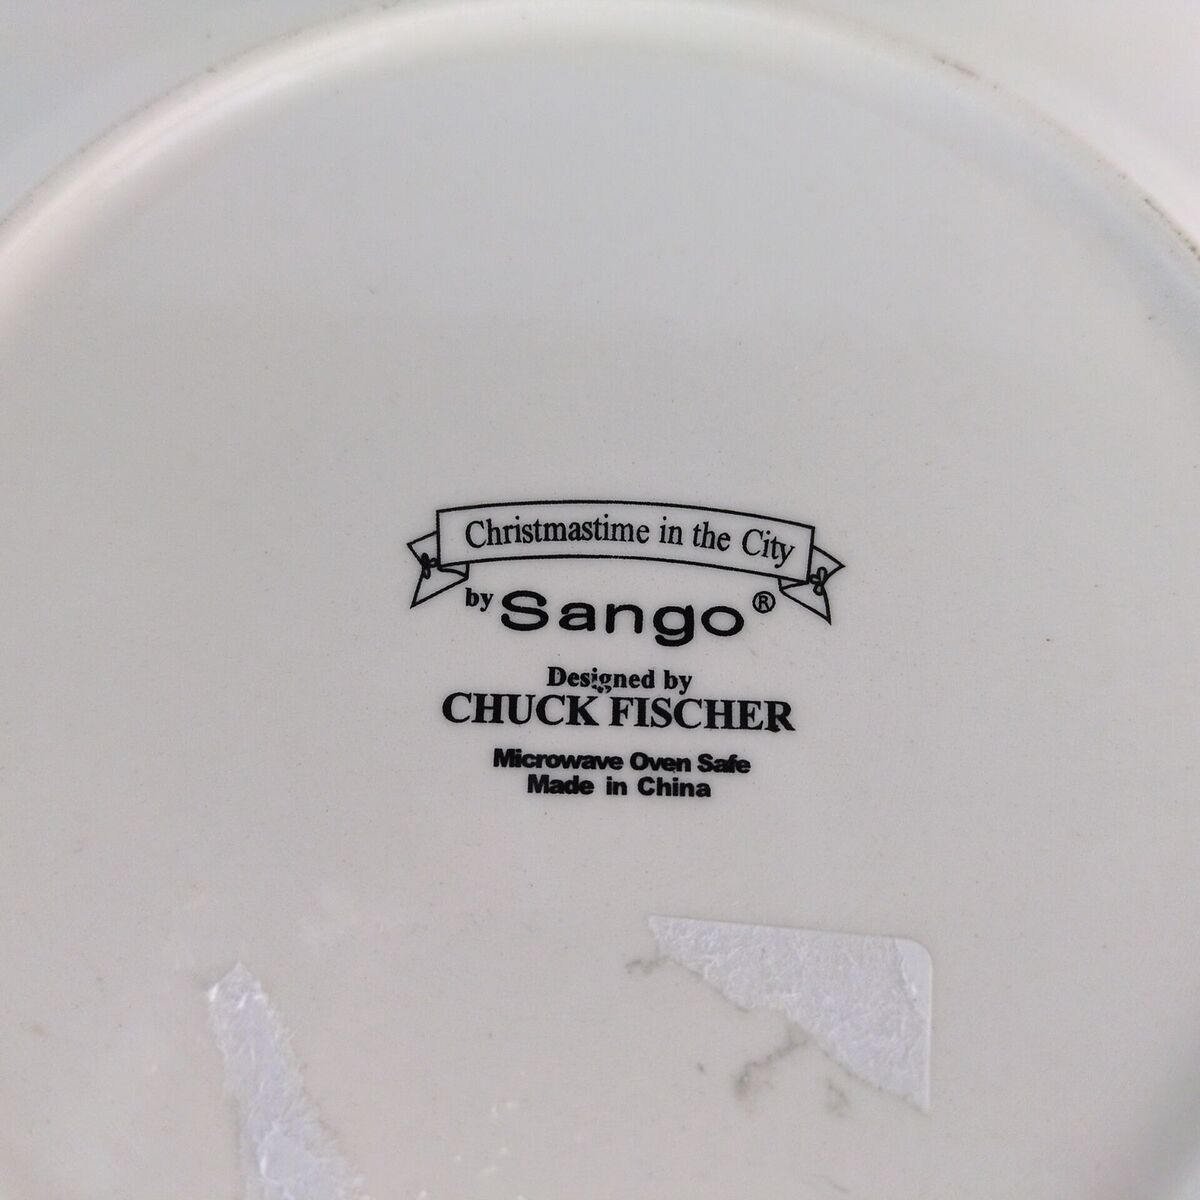 Christmastime in the City
by Sango®
Designed by
CHUCK FISCHER
Microwave Oven Safe
Made in China